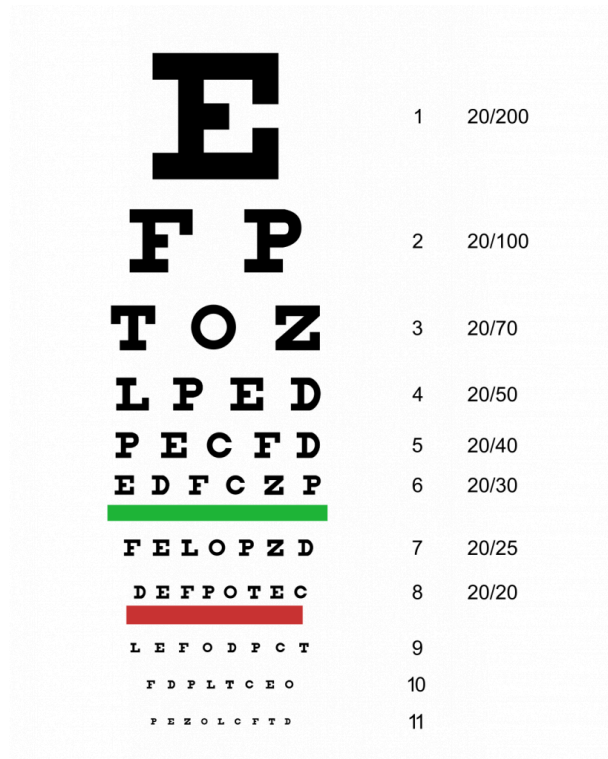 E 1 20/200
F P 2 20/100
T O Z 3 20/70
L P E D 4 20/50
P E C F D 5 20/40
E D F C Z P 6 20/30
F E L O P Z D 7 20/25
D E F P O T E C 8 20/20
L E F O D P C T 9
F D P L T C E O 10
P E Z O L C F T D 11